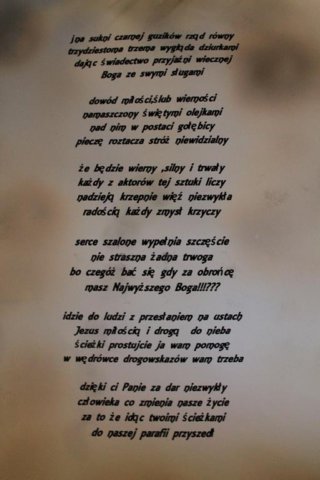 jna sukni czarnej guzików rząd równy
trzydziestoma trzema wygląda dziurkami
dając świadectwo przyjaźni wiecznej
Boga ze swymi sługami
dowód miłości,ślub wierności
namaszczony świętymi olejkami
nad nim w postaci gołębicy
pieczę roztacza stróż niewidzialny
że będzie wierny ,silny i trwały
każdy z aktorów tej sztuki liczy
nadzieją krzepnie więź niezwykła
radością każdy zmysł krzyczy
serce szalone wypełnia szczęście
nie straszna żadna trwoga
bo czegóż bać się gdy za obrońcę
masz Najwyższego Boga!!!???
idzie do ludzi z przesłaniem na ustach
Jezus miłością i drogą do nieba
ścieżki prostujcie ja wam pomogę
w wędrówce drogowskazów wam trzeba
dzięki ci Panie za dar niezwykły
człowieka co zmienia nasze życie
za to że idąc twoimi ścieżkami
do naszej parafii przyszedł